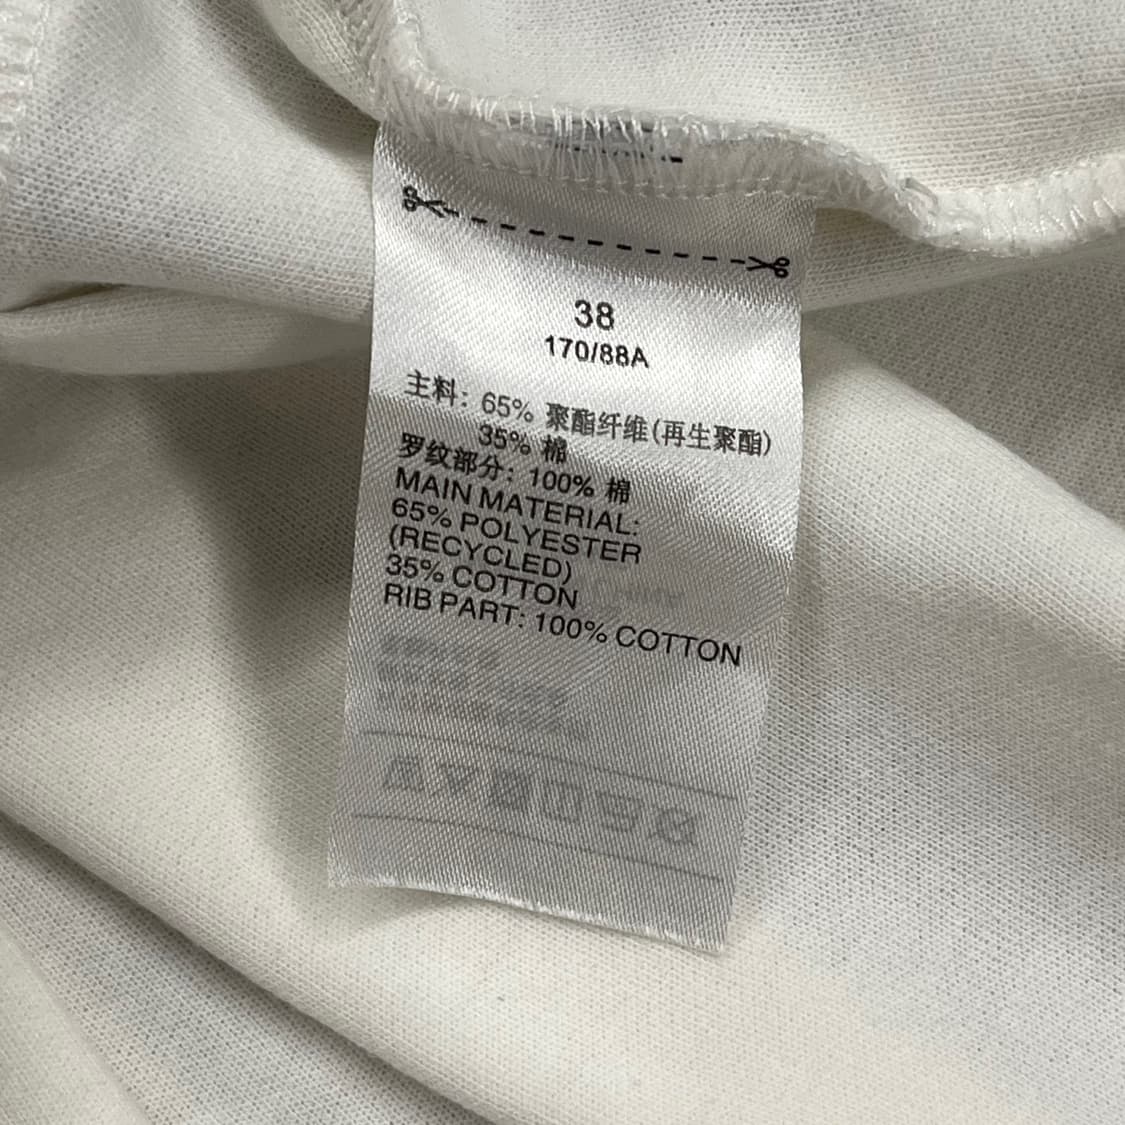 38
170/88A
主料: 65% 聚酯纤维(再生聚酯)
35% 棉
罗纹部分: 100% 棉
MAIN MATERIAL:
65% POLYESTER
(RECYCLED)
35% COTTON
RIB PART: 100% COTTON